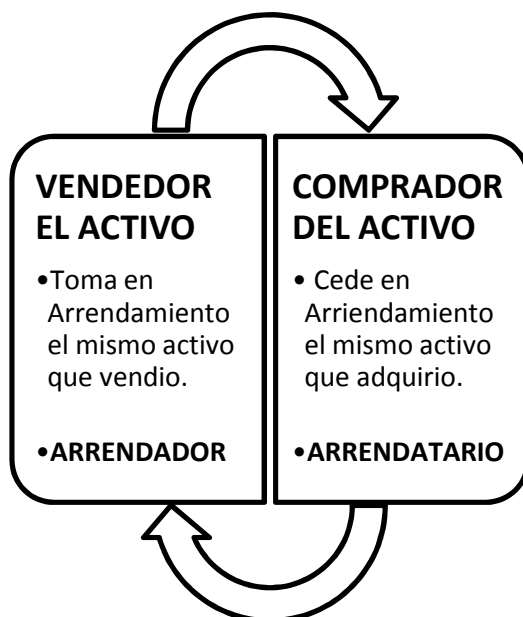 VENDEDOR
EL ACTIVO
•Toma en
Arrendamiento
el mismo activo
que vendio.
•ARRENDADOR
COMPRADOR
DEL ACTIVO
• Cede en
Arriendamiento
el mismo activo
que adquirio.
•ARRENDATARIO